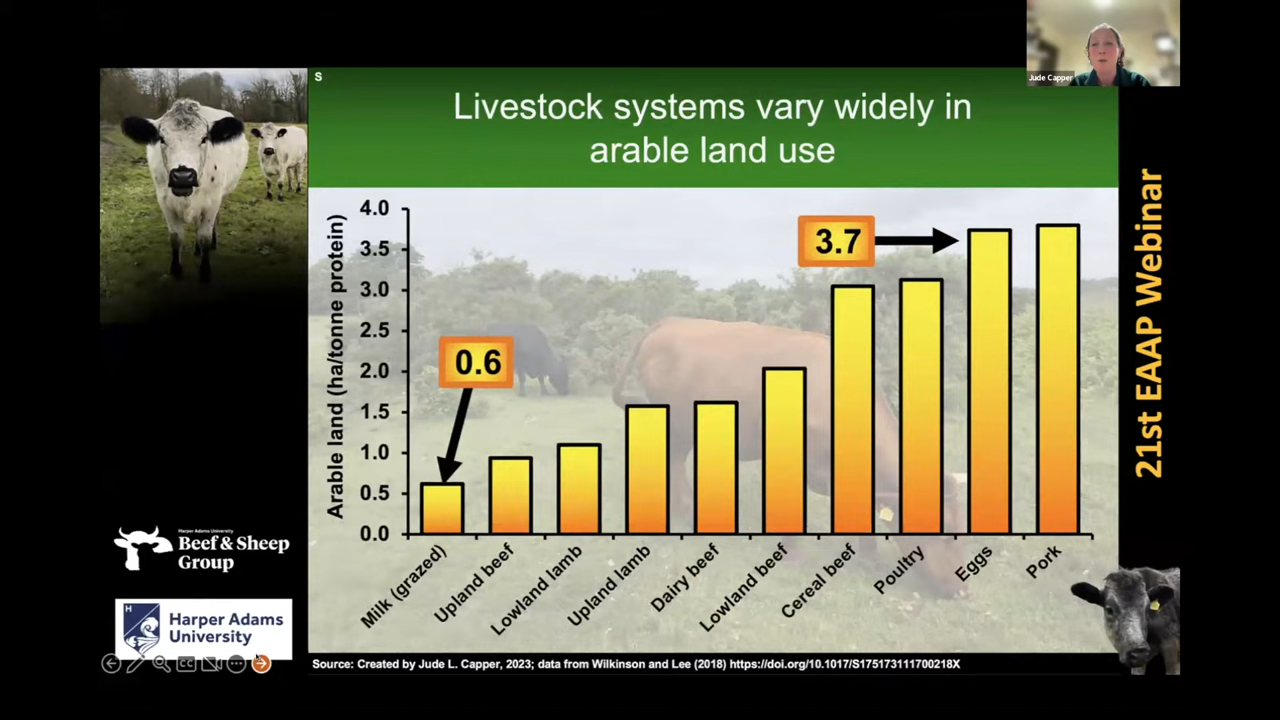 Jude Capper
S
Livestock systems vary widely in
arable land use
21st EAAP Webinar
Arable land (ha/tonne protein)
4.0
3.5
3.0
2.5
2.0
1.5
1.0
0.5
0.0
0.6
3.7
Milk (grazed)
Upland beef
Lowland lamb
Upland lamb
Dairy beef
Lowland beef
Cereal beef
Poultry
Eggs
Pork
Harper Adams University
Beef & Sheep
Group
H
Harper Adams
University
CC
Source: Created by Jude L. Capper, 2023; data from Wilkinson and Lee (2018) https://doi.org/10.1017/S175173111700218X